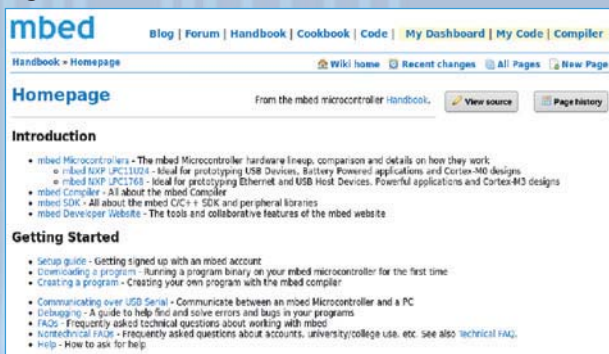 mbed
Blog | Forum | Handbook | Cookbook | Code | My Dashboard | My Code | Compiler
Handbook » Homepage
Wiki home Recent changes All Pages New Page
Homepage
From the mbed microcontroller Handbook.
View source
Page history
Introduction
• mbed Microcontrollers - The mbed Microcontroller hardware lineup, comparison and details on how they work
○ mbed NXP LPC11U24 - Ideal for prototyping USB Devices, Battery Powered applications and Cortex-M0 designs
○ mbed NXP LPC1768 - Ideal for prototyping Ethernet and USB Host Devices, Powerful applications and Cortex-M3 designs
• mbed Compiler - All about the mbed Compiler
• mbed SDK - All about the mbed C/C++ SDK and peripheral libraries
• mbed Developer Website - The tools and collaborative features of the mbed website
Getting Started
• Setup guide - Getting signed up with an mbed account
• Downloading a program - Running a program binary on your mbed microcontroller for the first time
• Creating a program - Creating your own program with the mbed compiler
• Communicating over USB Serial - Communicate between an mbed Microcontroller and a PC
• Debugging - A guide to help find and solve errors and bugs in your programs
• FAQs - Frequently asked technical questions about working with mbed
• Nontechnical FAQs - Frequently asked questions about accounts, university/college use, etc. See also Technical FAQ.
• Help - How to ask for help